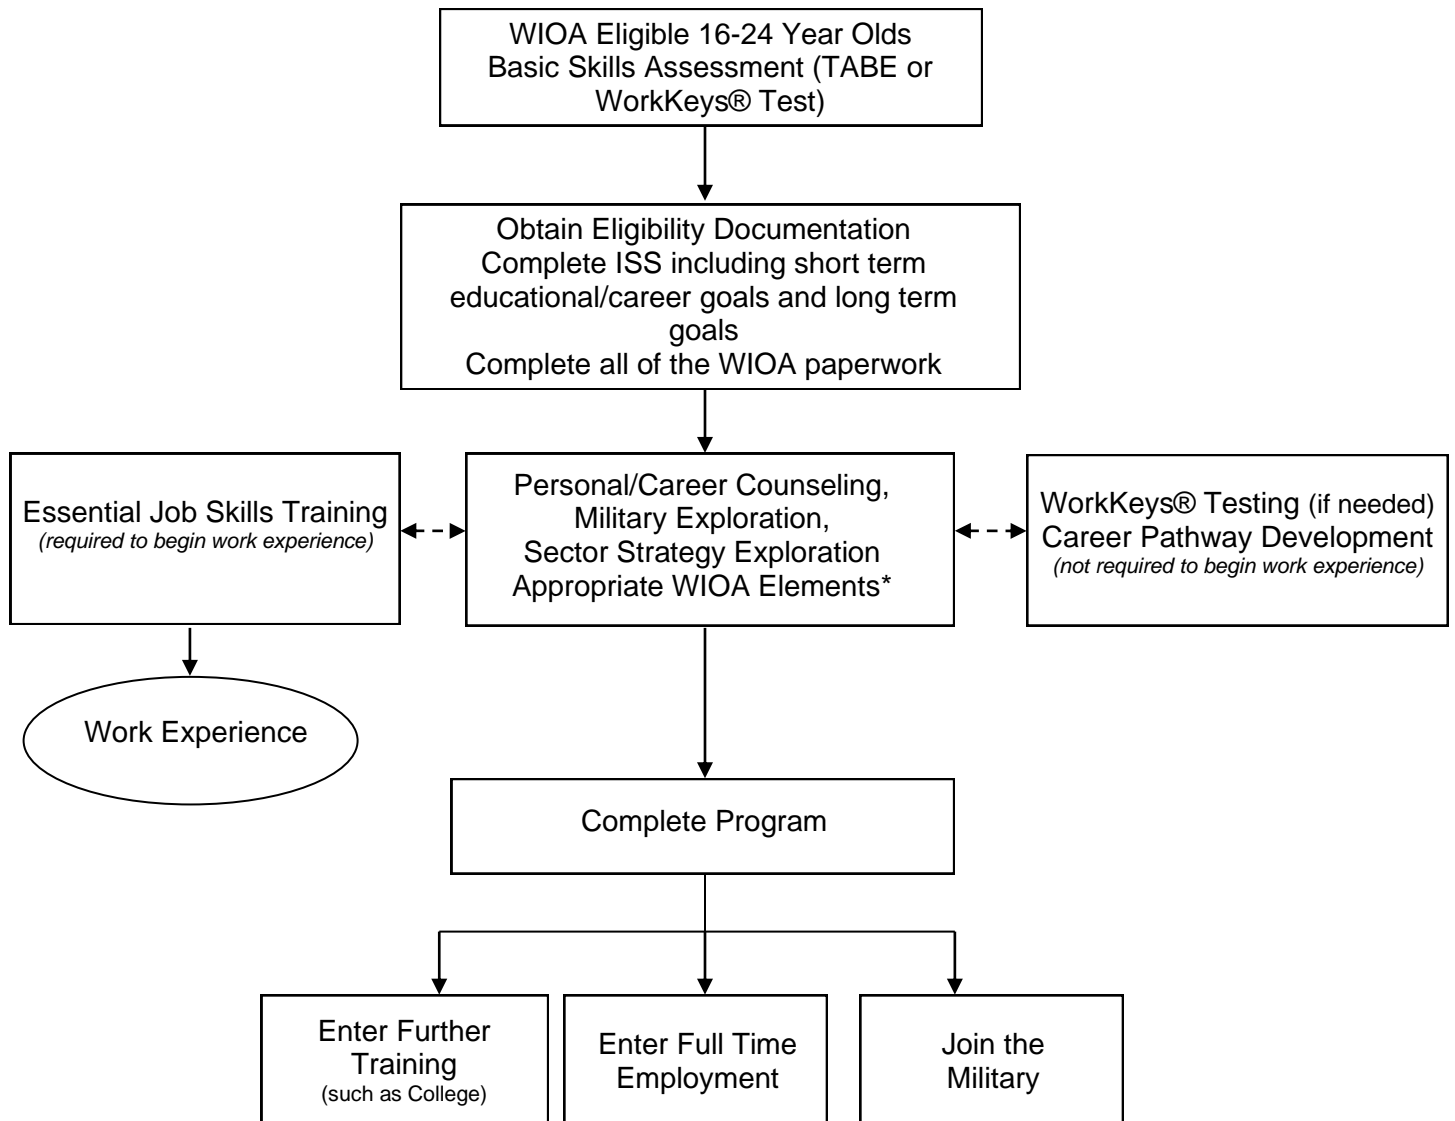 WIOA Eligible 16-24 Year Olds
Basic Skills Assessment (TABE or
WorkKeys® Test)
Obtain Eligibility Documentation
Complete ISS including short term
educational/career goals and long term
goals
Complete all of the WIOA paperwork
Essential Job Skills Training
(required to begin work experience)
Personal/Career Counseling,
Military Exploration,
Sector Strategy Exploration
Appropriate WIOA Elements*
WorkKeys® Testing (if needed)
Career Pathway Development
(not required to begin work experience)
Work Experience
Complete Program
Enter Further
Training
(such as College)
Enter Full Time
Employment
Join the
Military